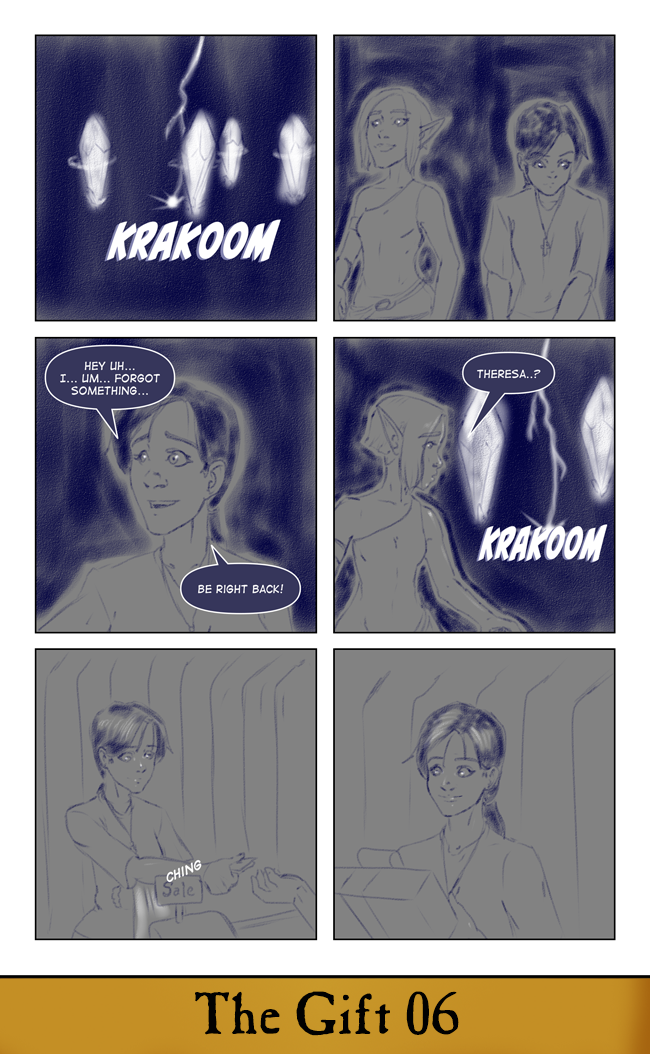 KRAKOOM
HEY UH...
I... UM... FORGOT
SOMETHING...
BE RIGHT BACK!
THERESA..?
KRAKOOM
CHING
Sale
The Gift 06